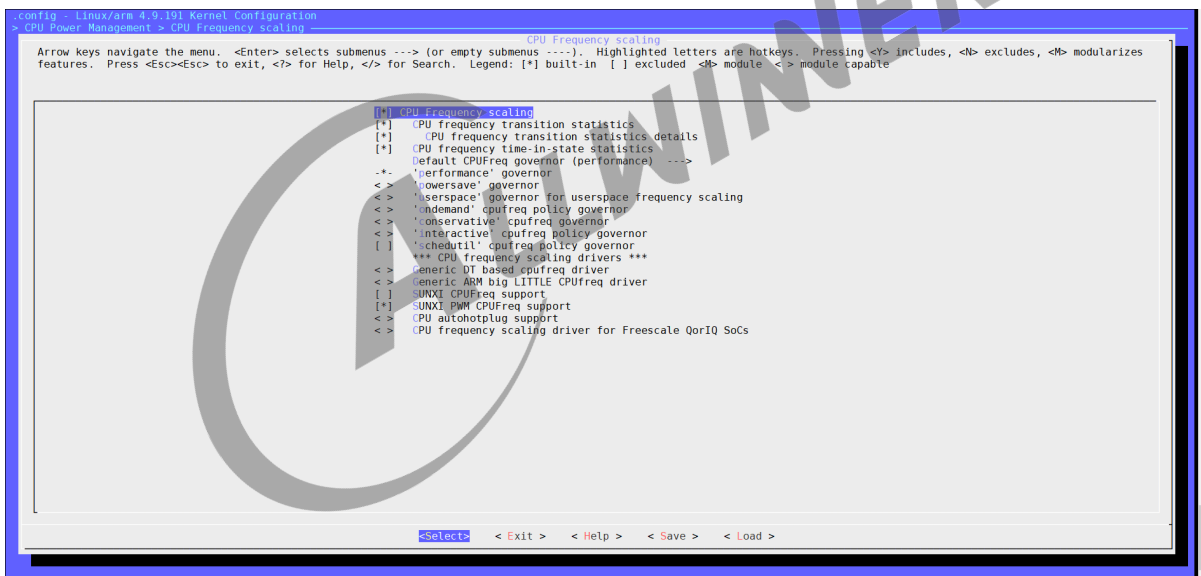 .config - Linux/arm 4.9.191 Kernel Configuration
> CPU Power Management > CPU Frequency scaling
CPU Frequency scaling
Arrow keys navigate the menu. <Enter> selects submenus ---> (or empty submenus ----). Highlighted letters are hotkeys. Pressing <Y> includes, <N> excludes, <M> modularizes
features. Press <Esc><Esc> to exit, <?> for Help, </> for Search. Legend: [*] built-in [ ] excluded <M> module < > module capable
[*] CPU Frequency scaling
[*] CPU frequency transition statistics
[*] CPU frequency transition statistics details
[*] CPU frequency time-in-state statistics
Default CPUFreq governor (performance) --->
-*- 'performance' governor
< > 'powersave' governor
< > 'userspace' governor for userspace frequency scaling
< > 'ondemand' cpufreq policy governor
< > 'conservative' cpufreq governor
< > 'interactive' cpufreq policy governor
[ ] 'schedutil' cpufreq policy governor
*** CPU frequency scaling drivers ***
< > Generic DT based cpufreq driver
< > Generic ARM big LITTLE CPUfreq driver
[ ] SUNXI CPUFreq support
[*] SUNXI PWM CPUFreq support
< > CPU autohotplug support
< > CPU frequency scaling driver for Freescale QorIQ SoCs
<Select> < Exit > < Help > < Save > < Load >
ALLWINNER